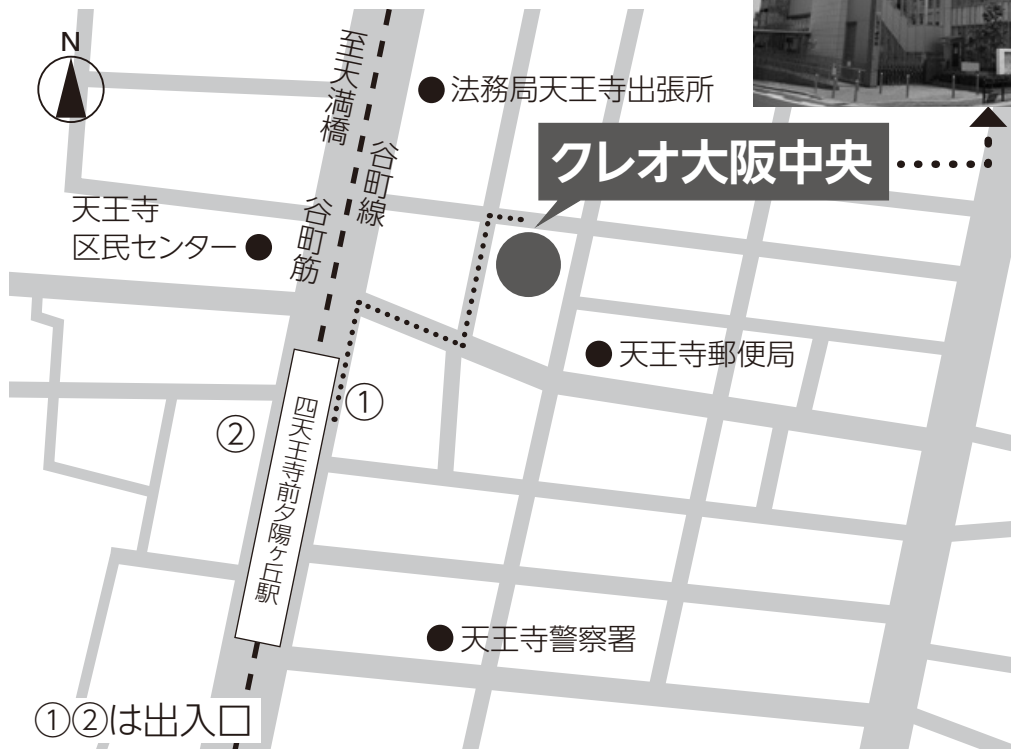 N
至天満橋
谷町線
谷町筋
法務局天王寺出張所
クレオ大阪中央
天王寺
区民センター
天王寺郵便局
①
②
四天王寺前夕陽ヶ丘駅
天王寺警察署
①②は出入口